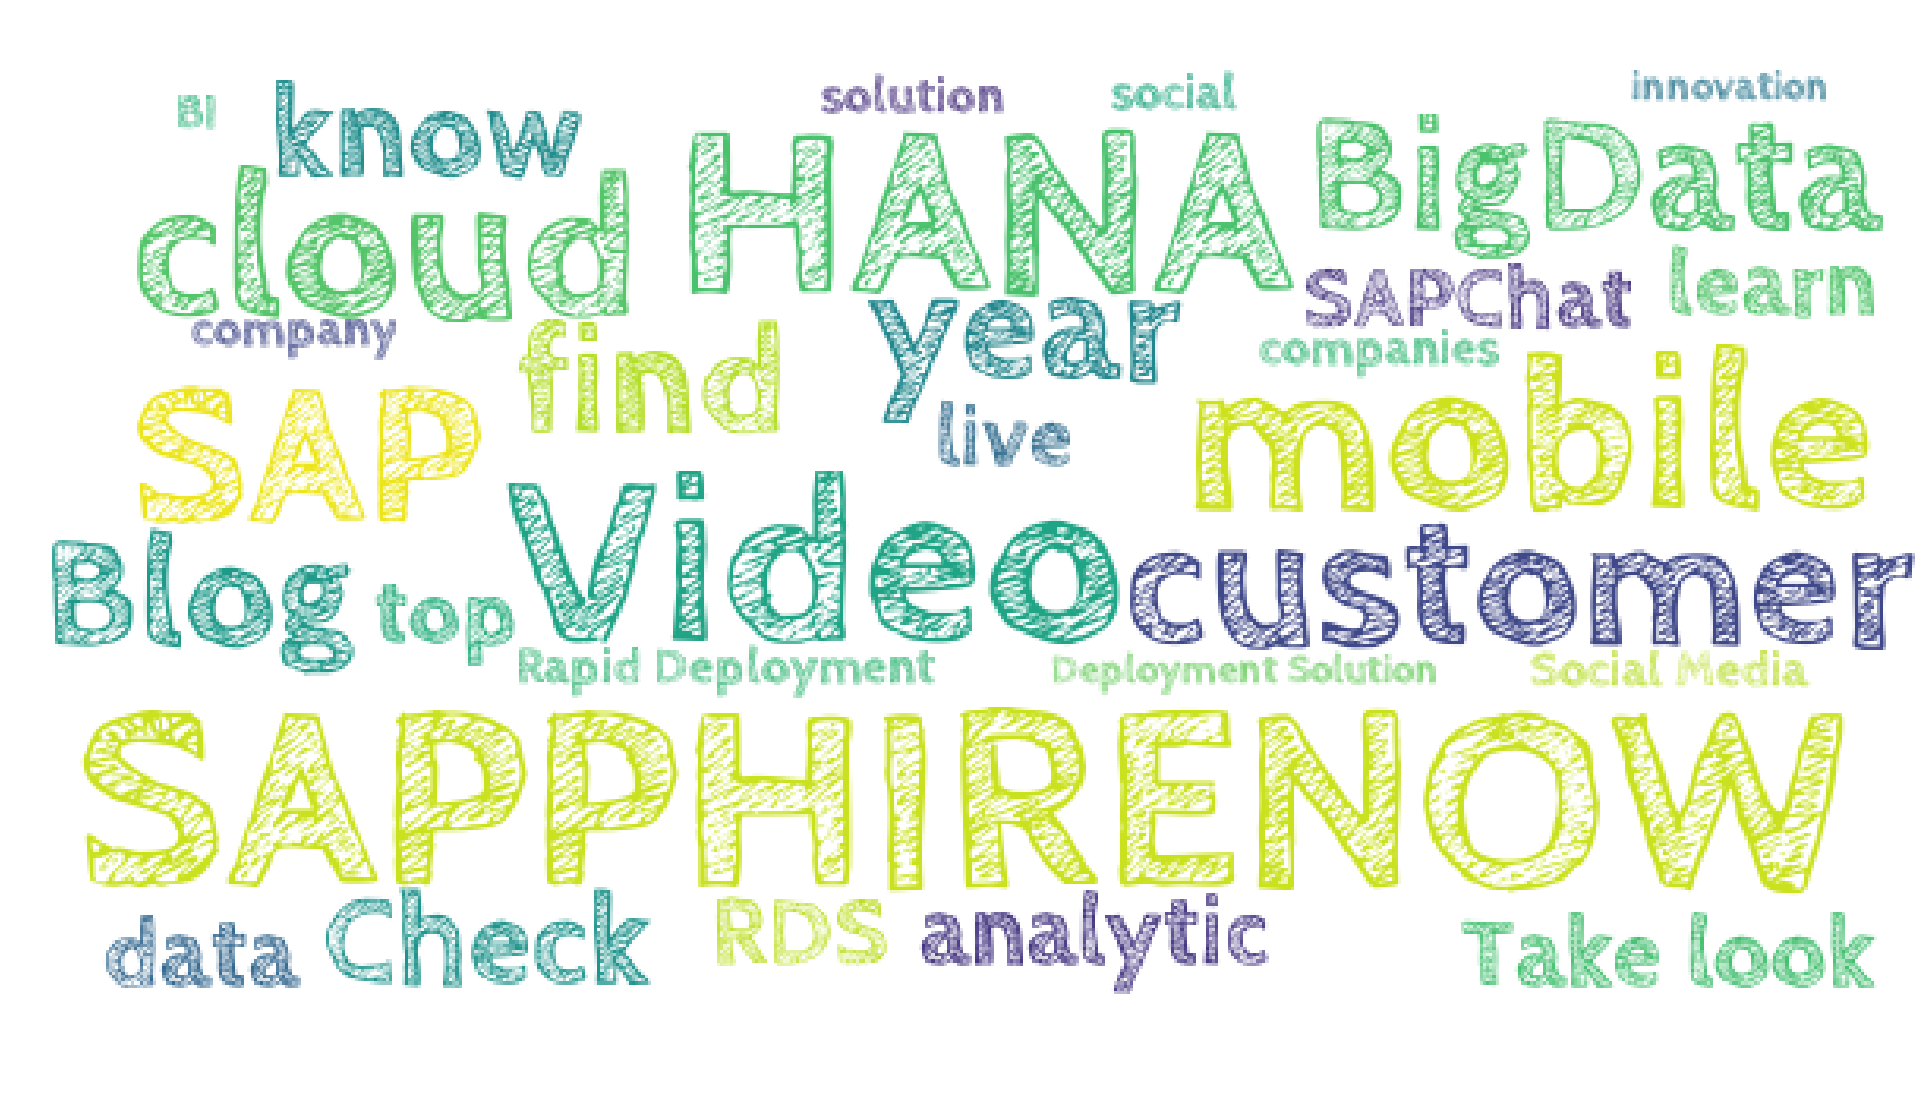 BI know solution social innovation
cloud HANA BigData
company find year SAPChat learn
companies
SAP live mobile
Blog top Video customer
Rapid Deployment Deployment Solution Social Media
SAPPHIRENOW
data Check RDS analytic Take look